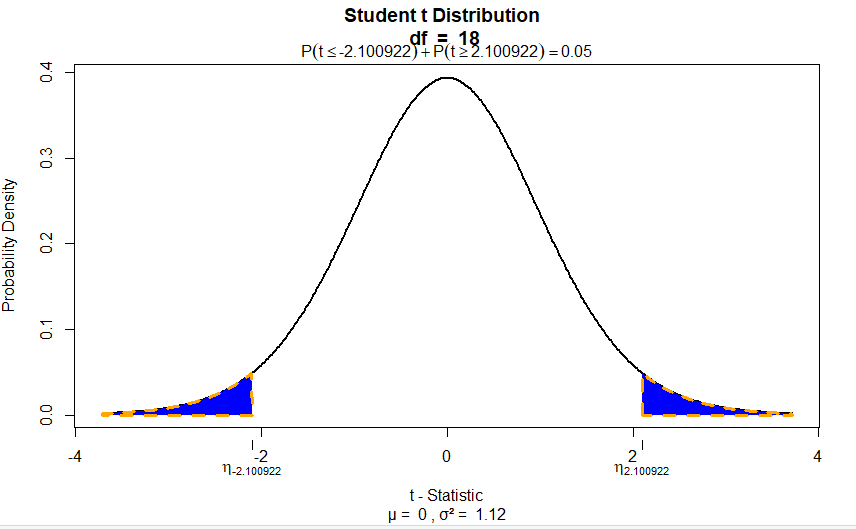 Student t Distribution
df = 18
P(t ≤ -2.100922) + P(t ≥ 2.100922) = 0.05
Probability Density
0.4
0.3
0.2
0.1
0.0
-4 -2 0 2 4
η-2.100922 η2.100922
t - Statistic
μ = 0 , σ² = 1.12